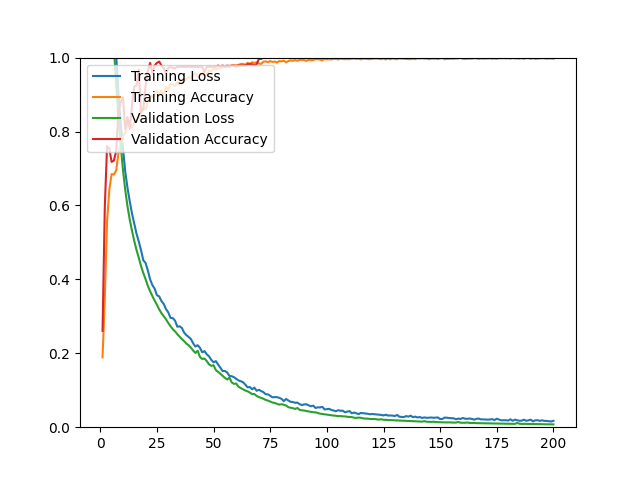 1.0
0.8
0.6
0.4
0.2
0.0
Training Loss
Training Accuracy
Validation Loss
Validation Accuracy
0 25 50 75 100 125 150 175 200